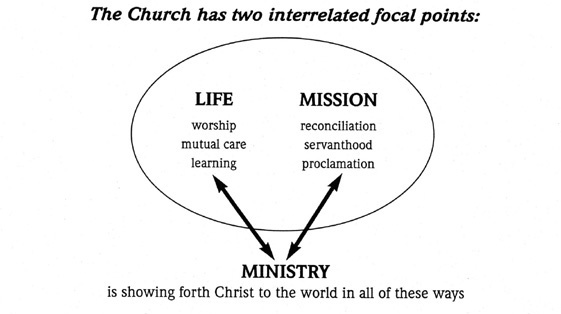 The Church has two interrelated focal points:
LIFE
worship
mutual care
learning
MISSION
reconciliation
servanthood
proclamation
MINISTRY
is showing forth Christ to the world in all of these ways